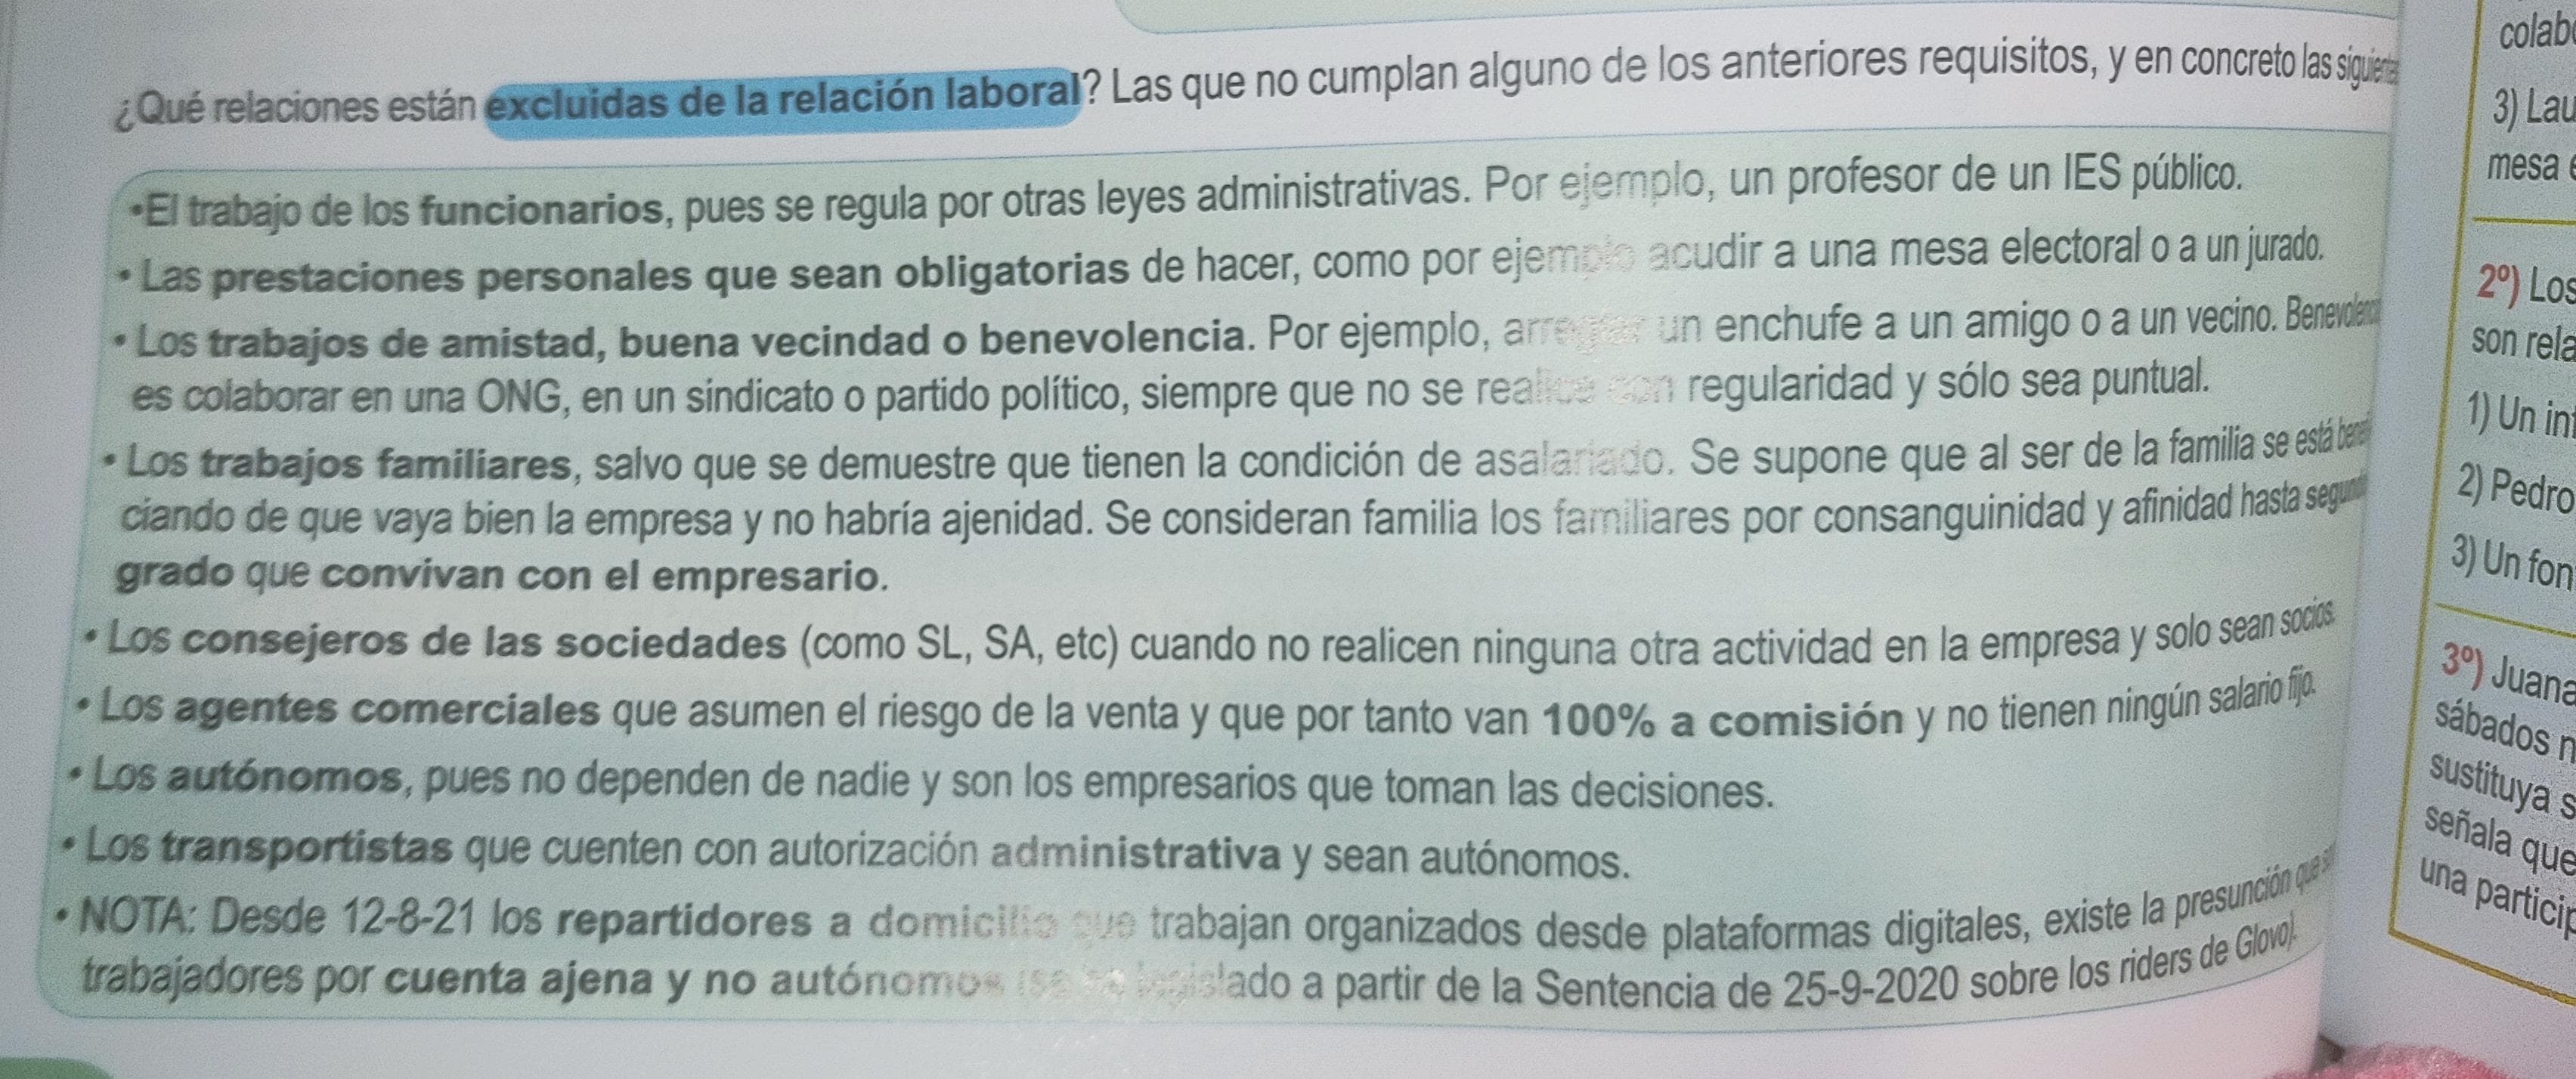 ¿Qué relaciones están excluidas de la relación laboral? Las que no cumplan alguno de los anteriores requisitos, y en concreto las
•El trabajo de los funcionarios, pues se regula por otras leyes administrativas. Por ejemplo, un profesor de un IES público.
• Las prestaciones personales que sean obligatorias de hacer, como por ejemplo acudir a una mesa electoral o a un jurado.
• Los trabajos de amistad, buena vecindad o benevolencia. Por ejemplo, arreglar un enchufe a un amigo o a un vecino.
es colaborar en una ONG, en un sindicato o partido político, siempre que no se realice con regularidad y sólo sea puntual.
• Los trabajos familiares, salvo que se demuestre que tienen la condición de asalariado. Se supone que al ser de la familia se está
ciando de que vaya bien la empresa y no habría ajenidad. Se consideran familia los familiares por consanguinidad y afinidad hasta
grado que convivan con el empresario.
• Los consejeros de las sociedades (como SL, SA, etc) cuando no realicen ninguna otra actividad en la empresa y solo sean socios.
• Los agentes comerciales que asumen el riesgo de la venta y que por tanto van 100% a comisión y no tienen ningún salario fijo.
• Los autónomos, pues no dependen de nadie y son los empresarios que toman las decisiones.
• Los transportistas que cuenten con autorización administrativa y sean autónomos.
• NOTA: Desde 12-8-21 los repartidores a domicilio que trabajan organizados desde plataformas digitales, existe la presunción que
trabajadores por cuenta ajena y no autónomos (se ha legislado a partir de la Sentencia de 25-9-2020 sobre los riders de Glovo).
3)
mesa
2º) Los
son
1) Un
2) Pedro
3) Un
3º) Juana
sábados
sustituya
señala que
una